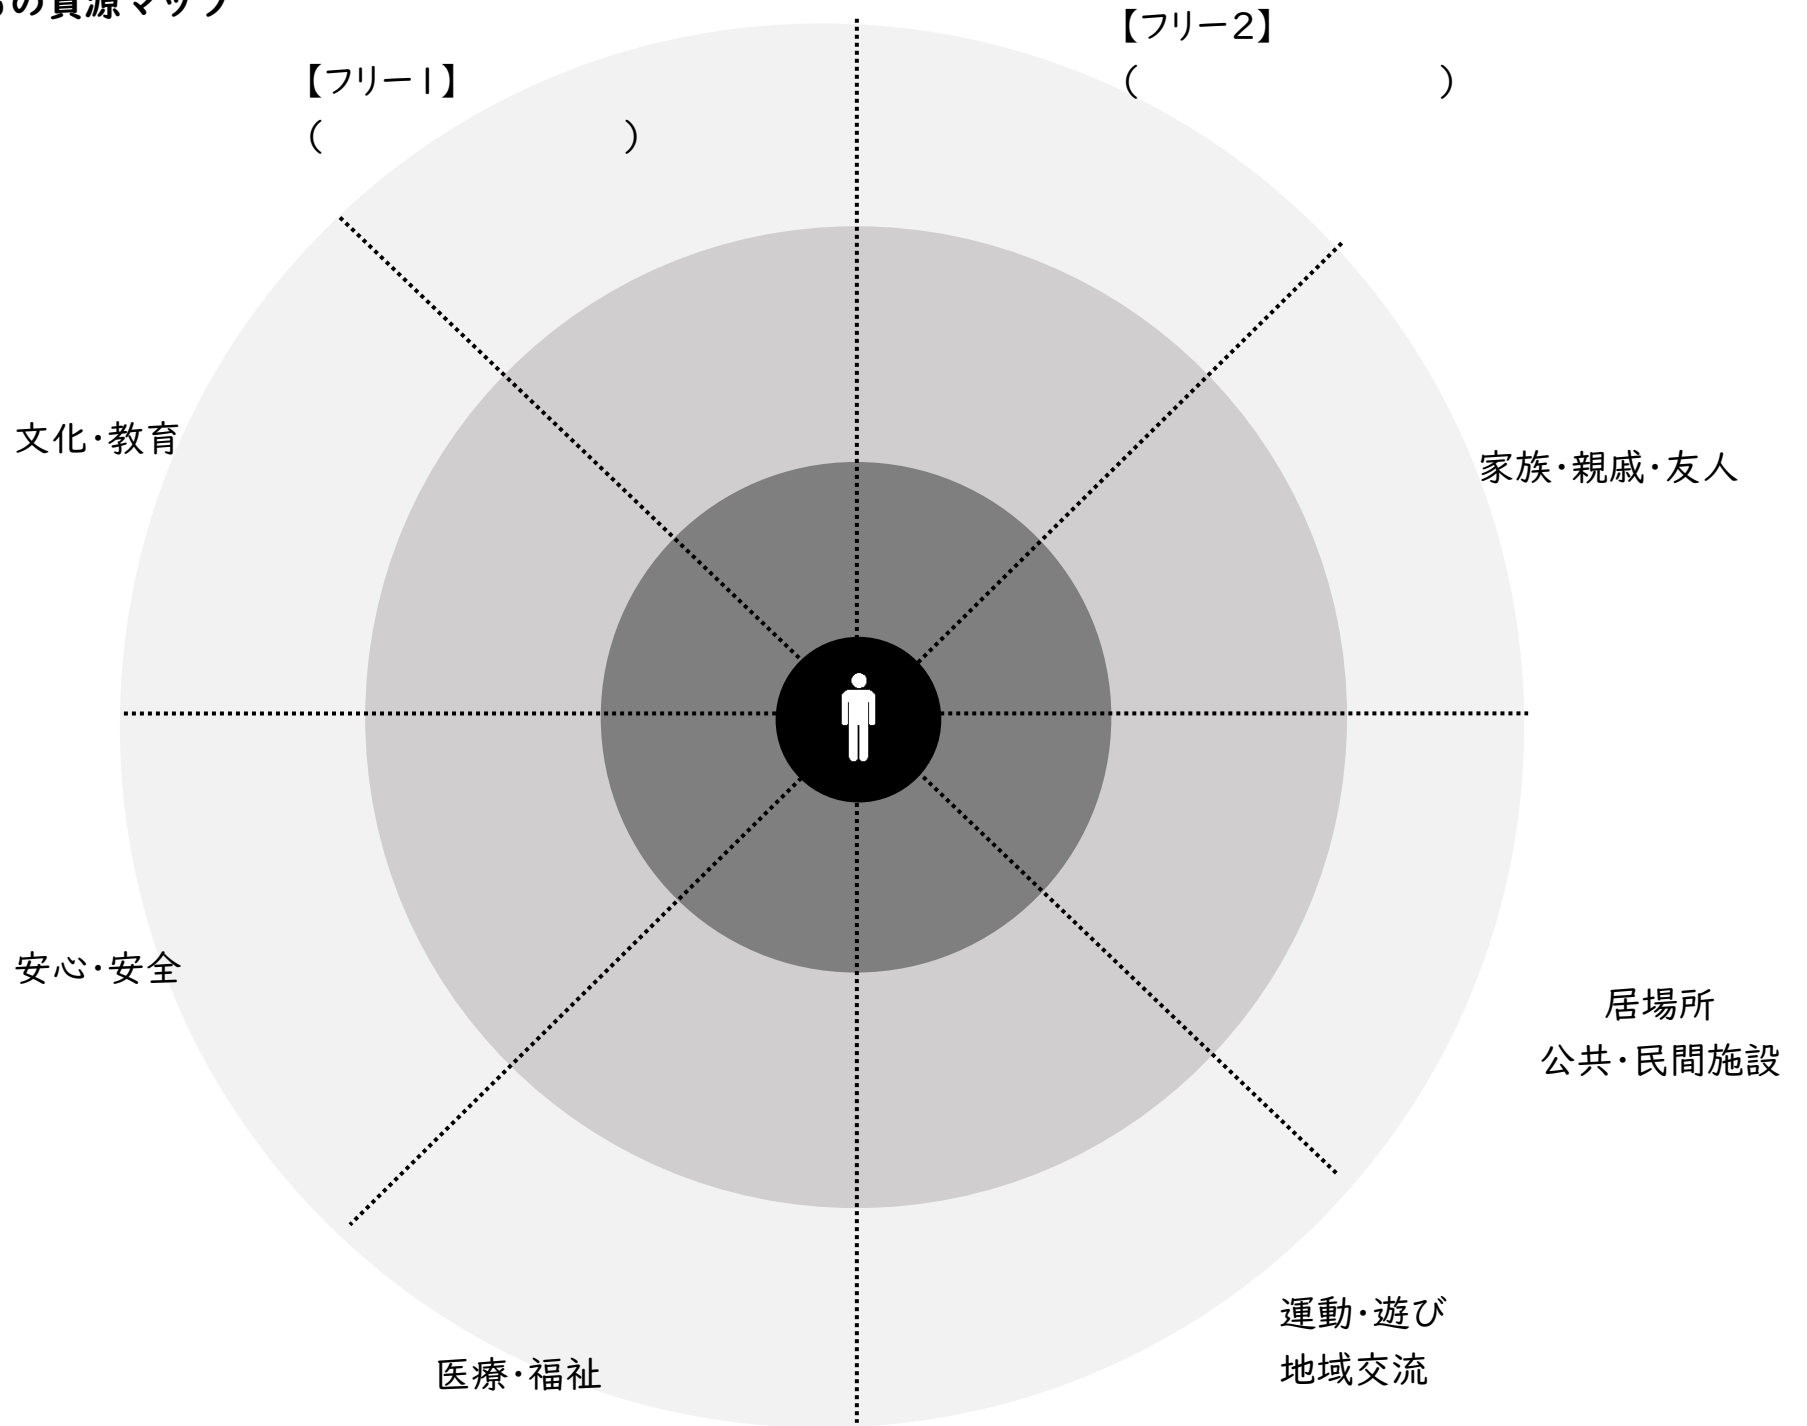 の資源マップ
【フリー1】
(　　　　　　　　)
【フリー2】
(　　　　　　　　)
文化・教育
家族・親戚・友人
安心・安全
居場所
公共・民間施設
運動・遊び
地域交流
医療・福祉